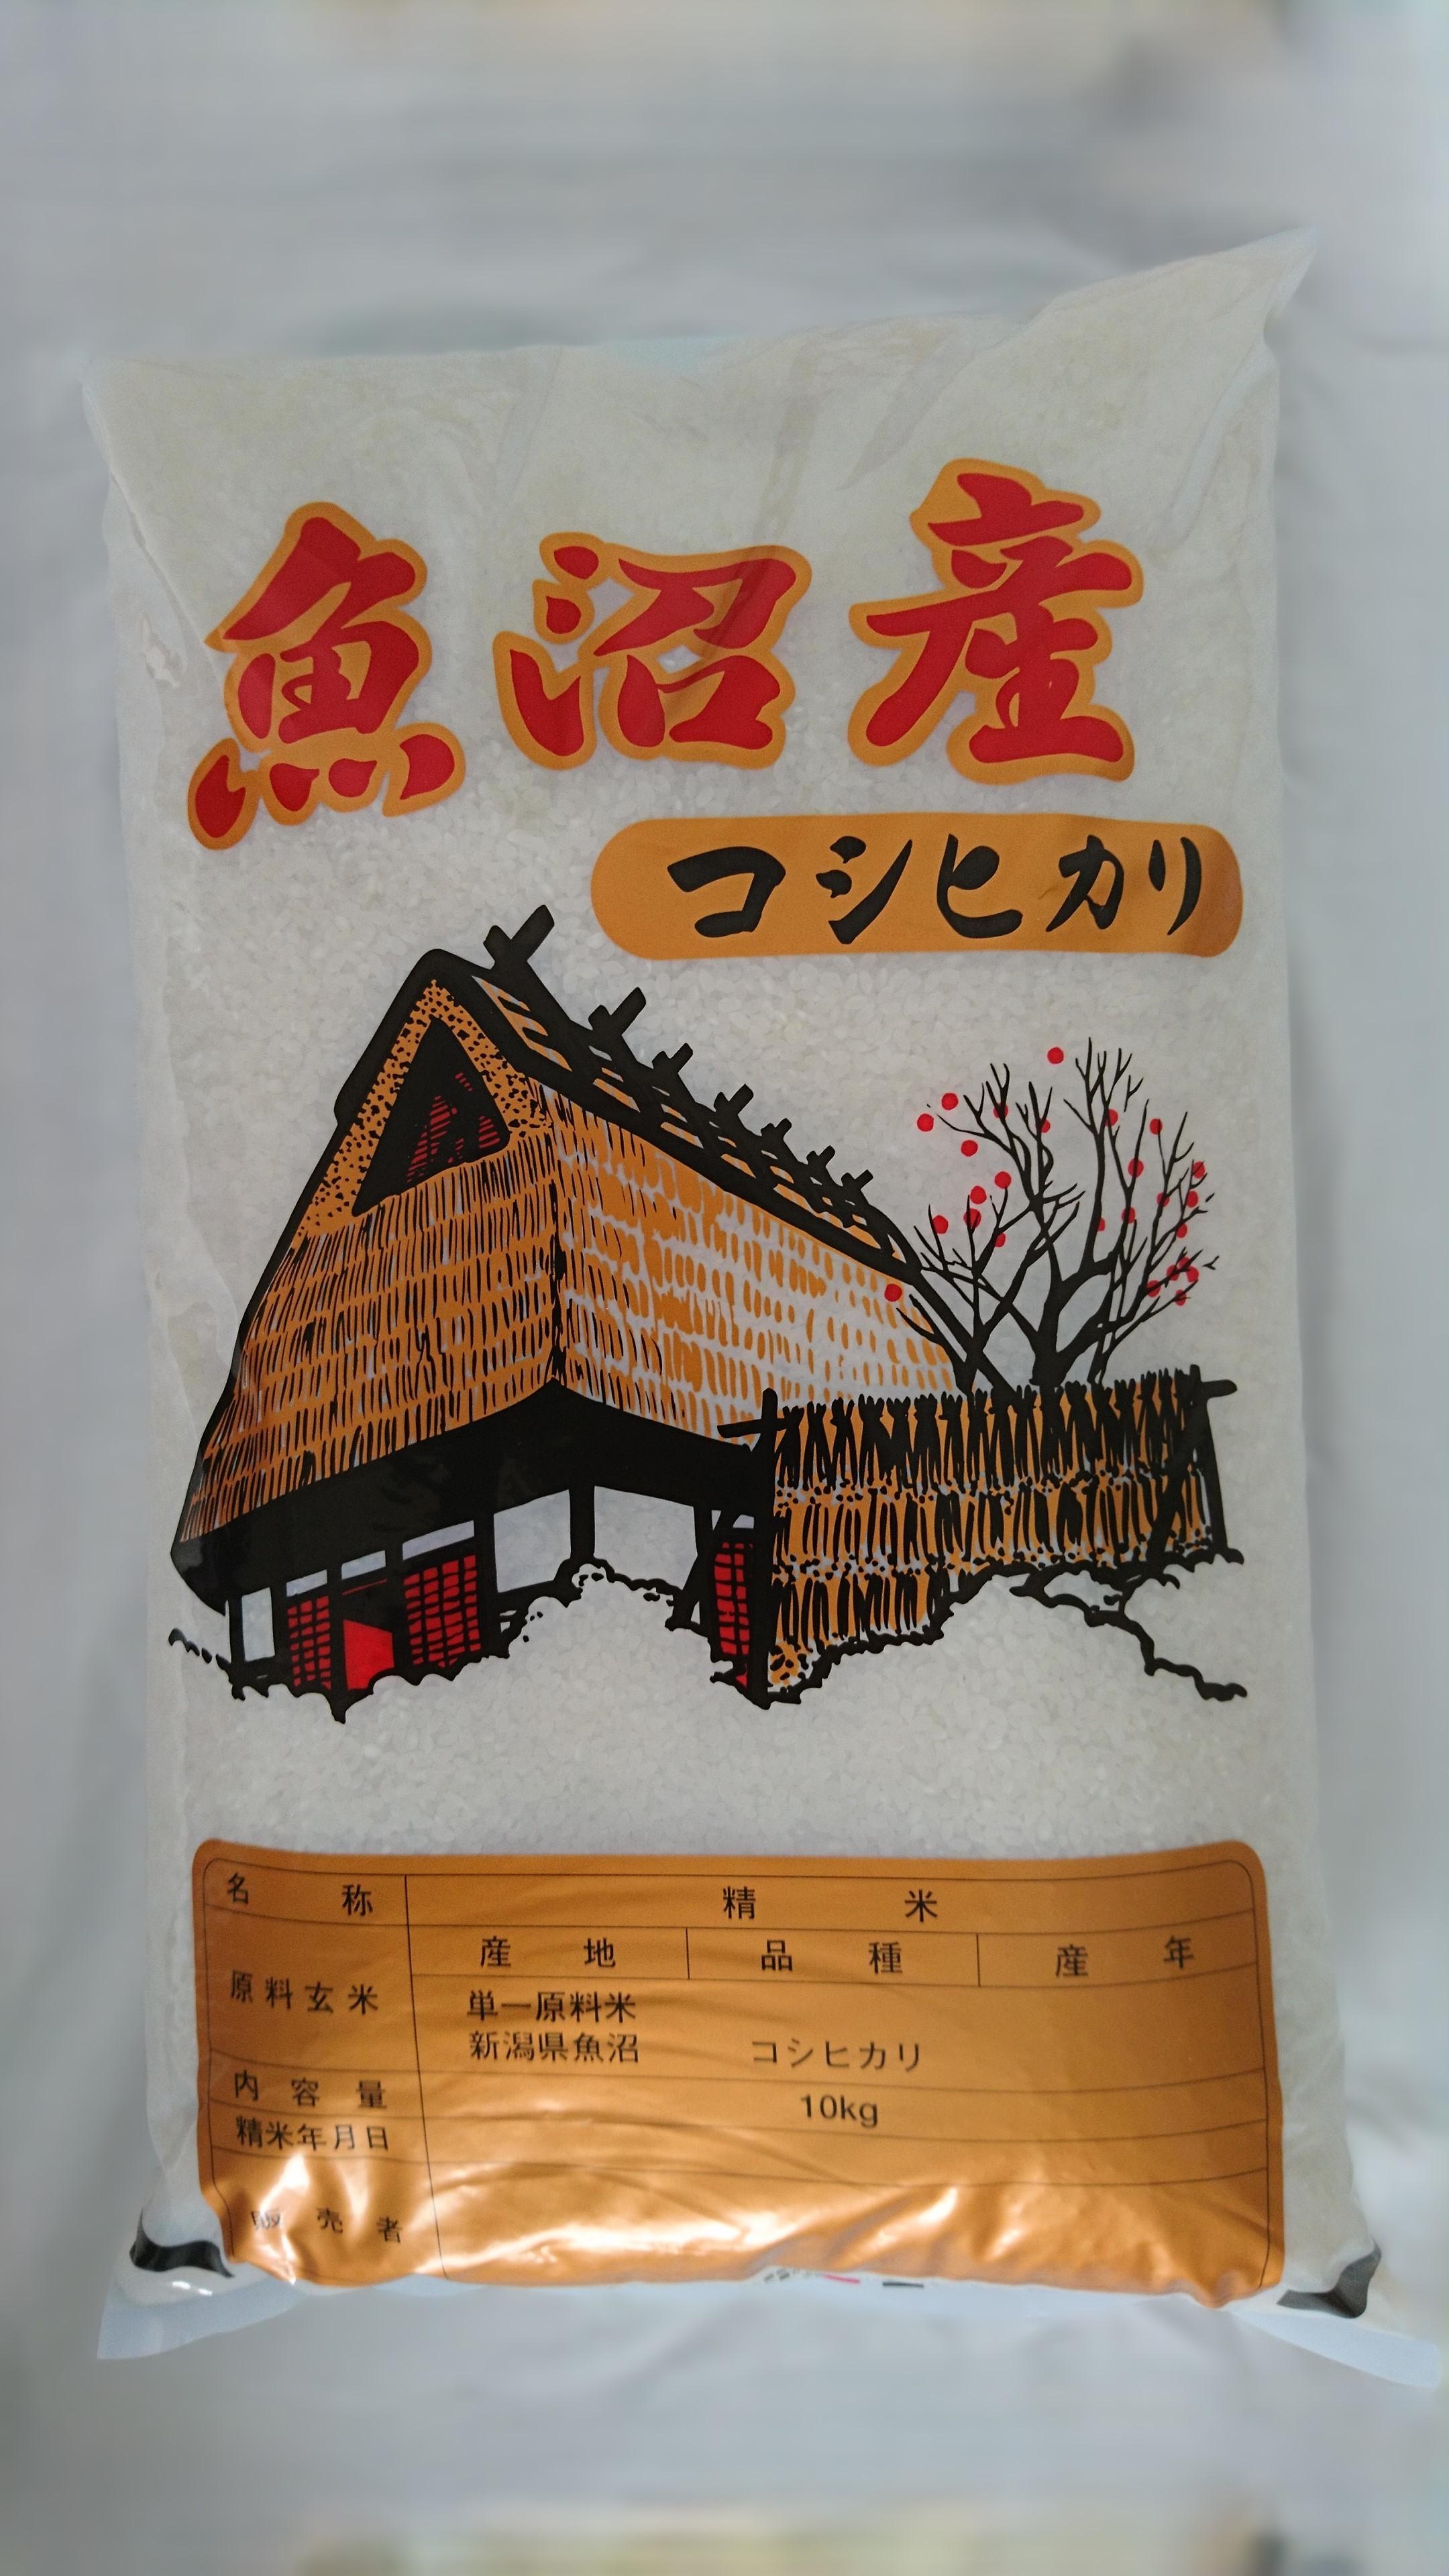 魚沼産
コシヒカリ
名称 精米
原料玄米 産地 品種 産年
単一原料米
新潟県魚沼 コシヒカリ
内容量 10kg
精米年月日
販売者